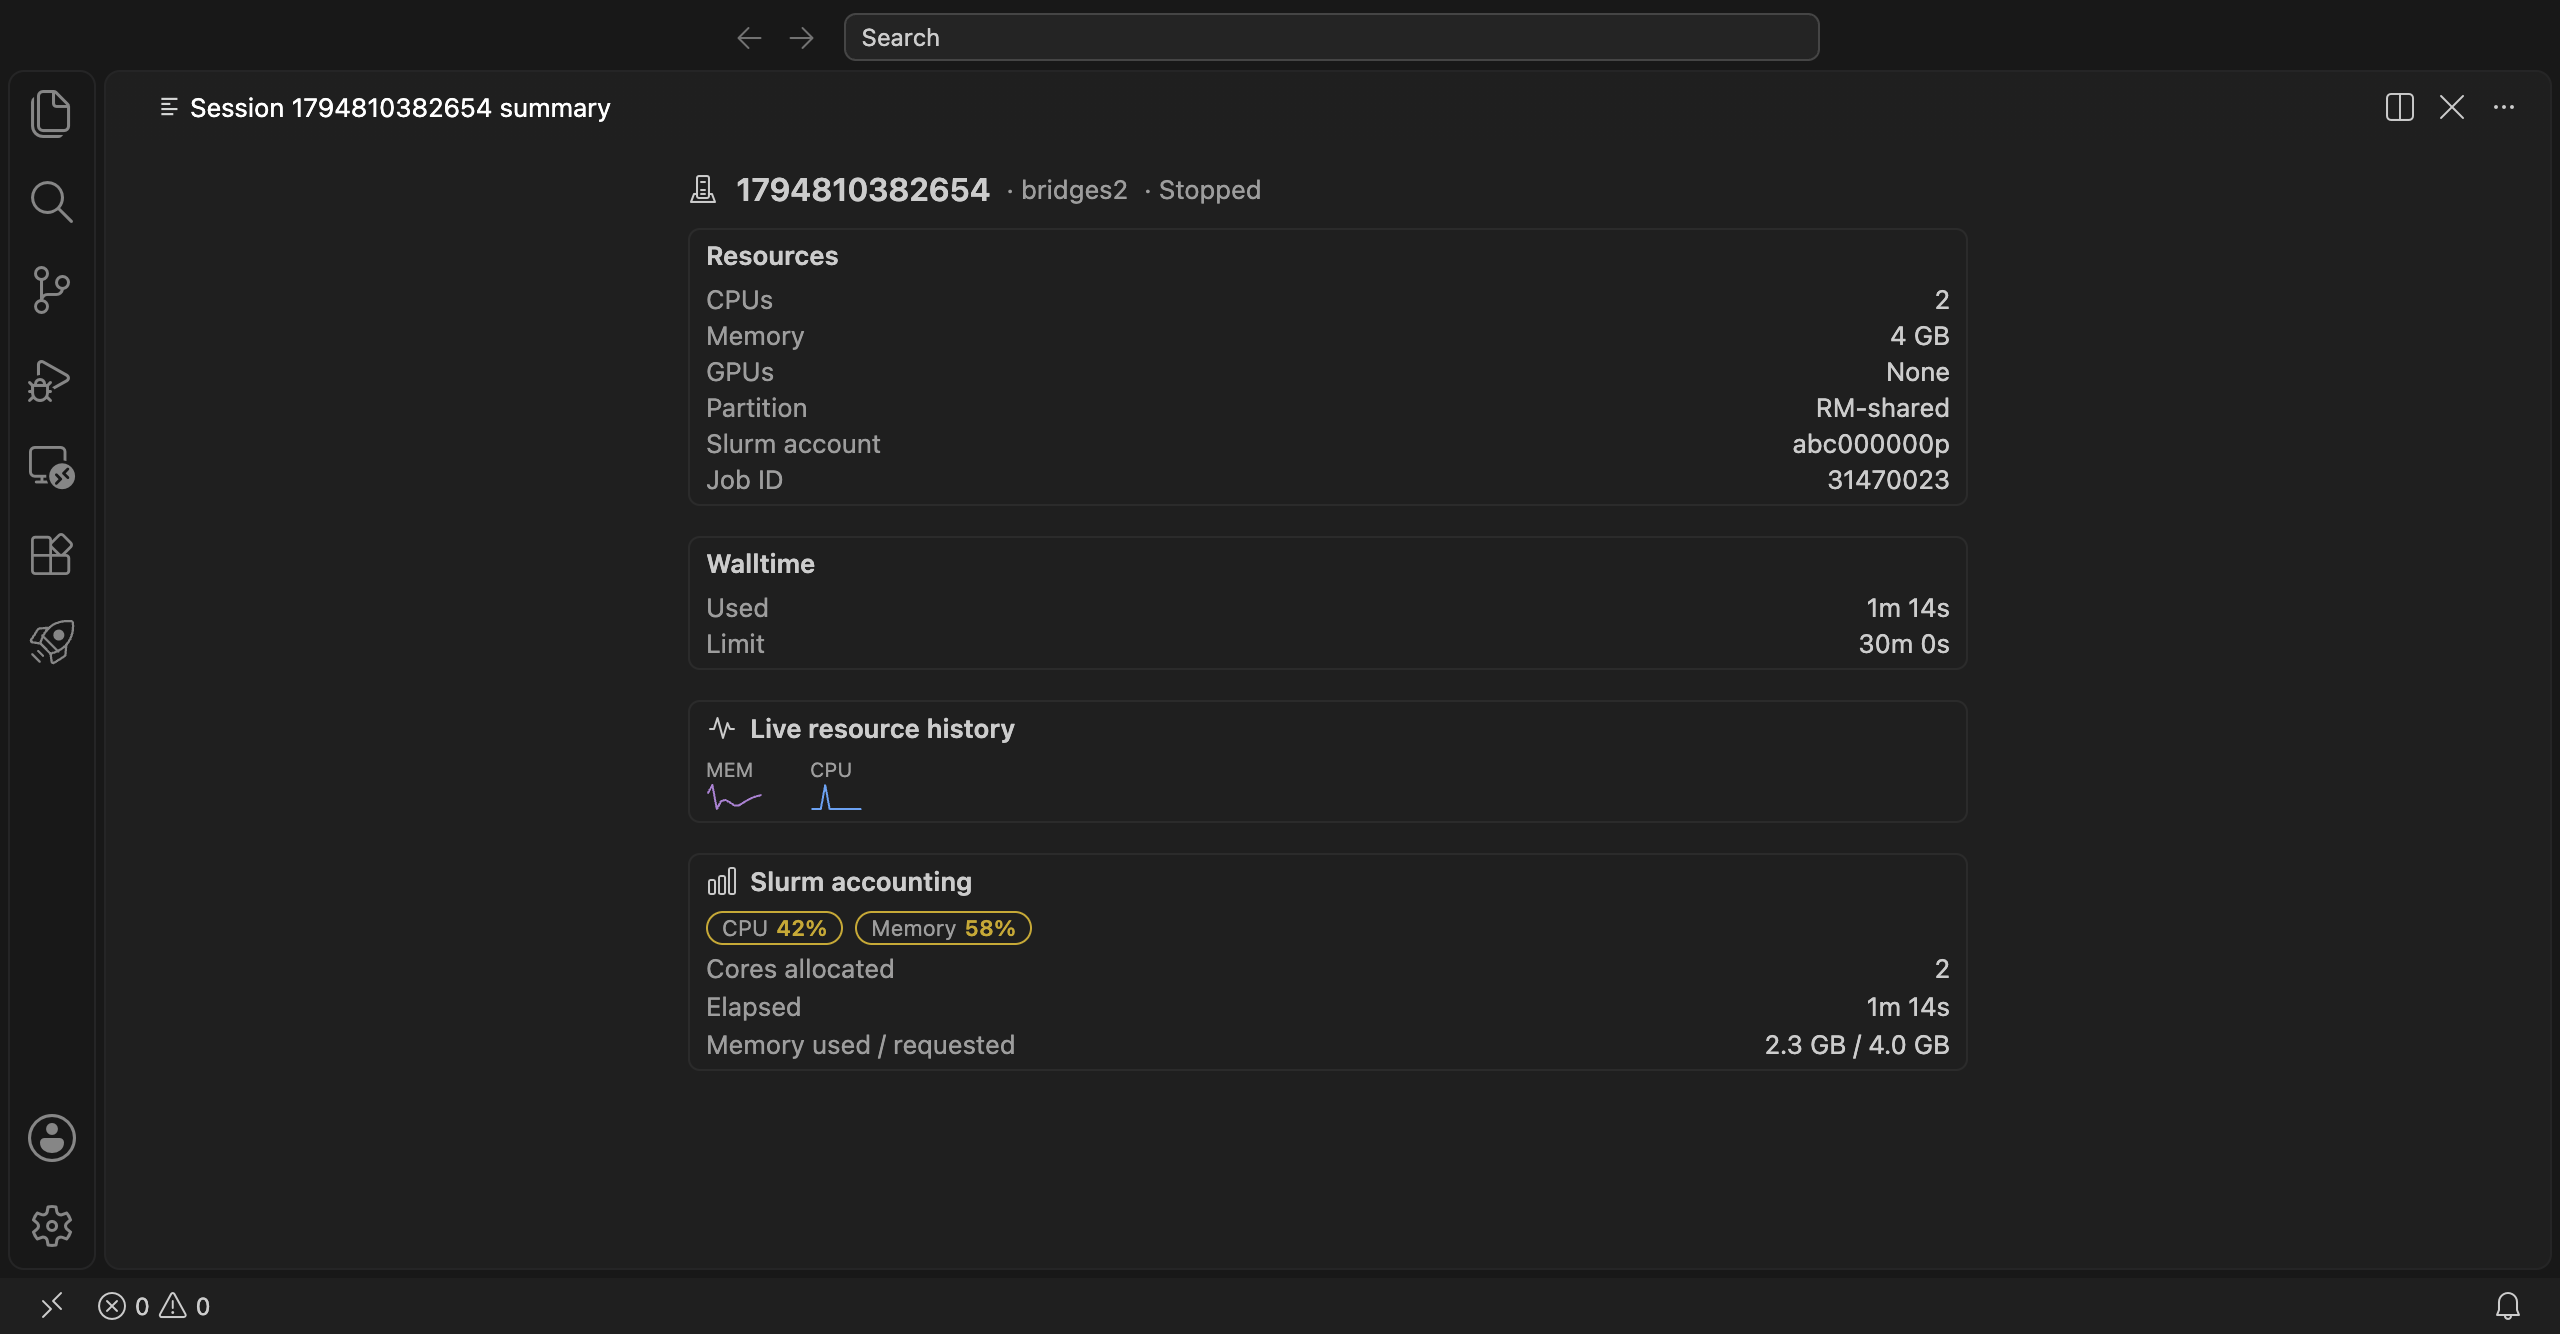 Search
Session 1794810382654 summary
1794810382654 · bridges2 · Stopped
Resources
CPUs 2
Memory 4 GB
GPUs None
Partition RM-shared
Slurm account abc000000p
Job ID 31470023
Walltime
Used 1m 14s
Limit 30m 0s
Live resource history
MEM CPU
Slurm accounting
CPU 42% Memory 58%
Cores allocated 2
Elapsed 1m 14s
Memory used / requested 2.3 GB / 4.0 GB
0 0